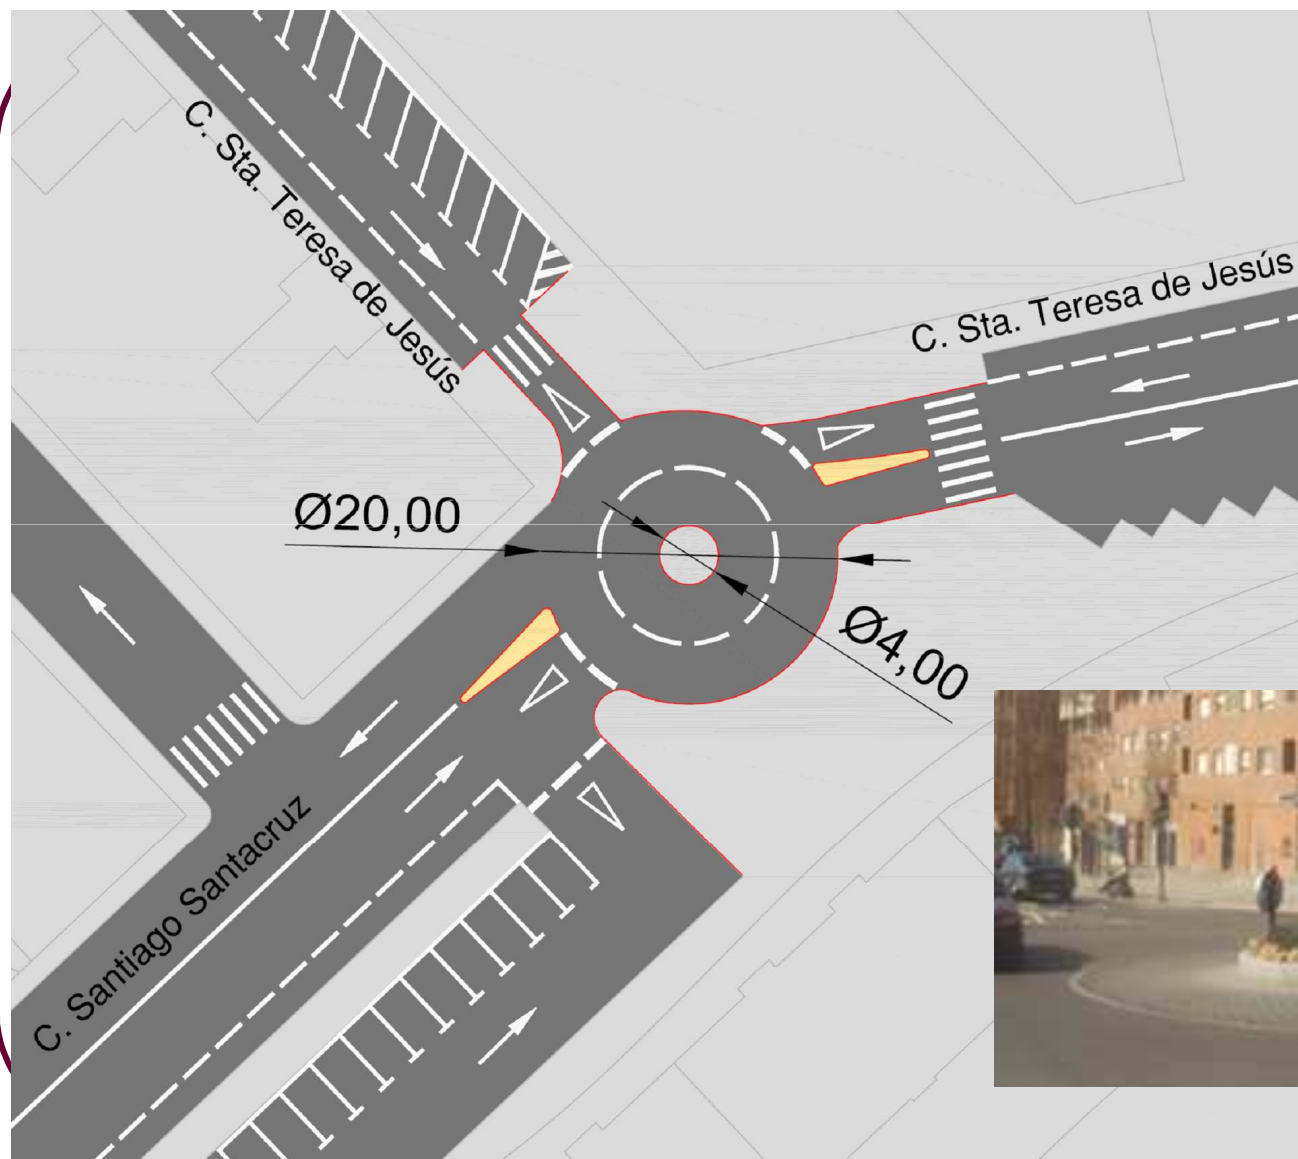 C. Sta. Teresa de Jesús
C. Sta. Teresa de Jesús
Ø20,00
Ø4,00
C. Santiago Santacruz